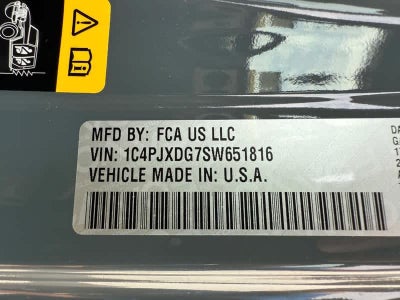 MFD BY: FCA US LLC
VIN: 1C4PJXDG7SW651816
VEHICLE MADE IN: U.S.A.